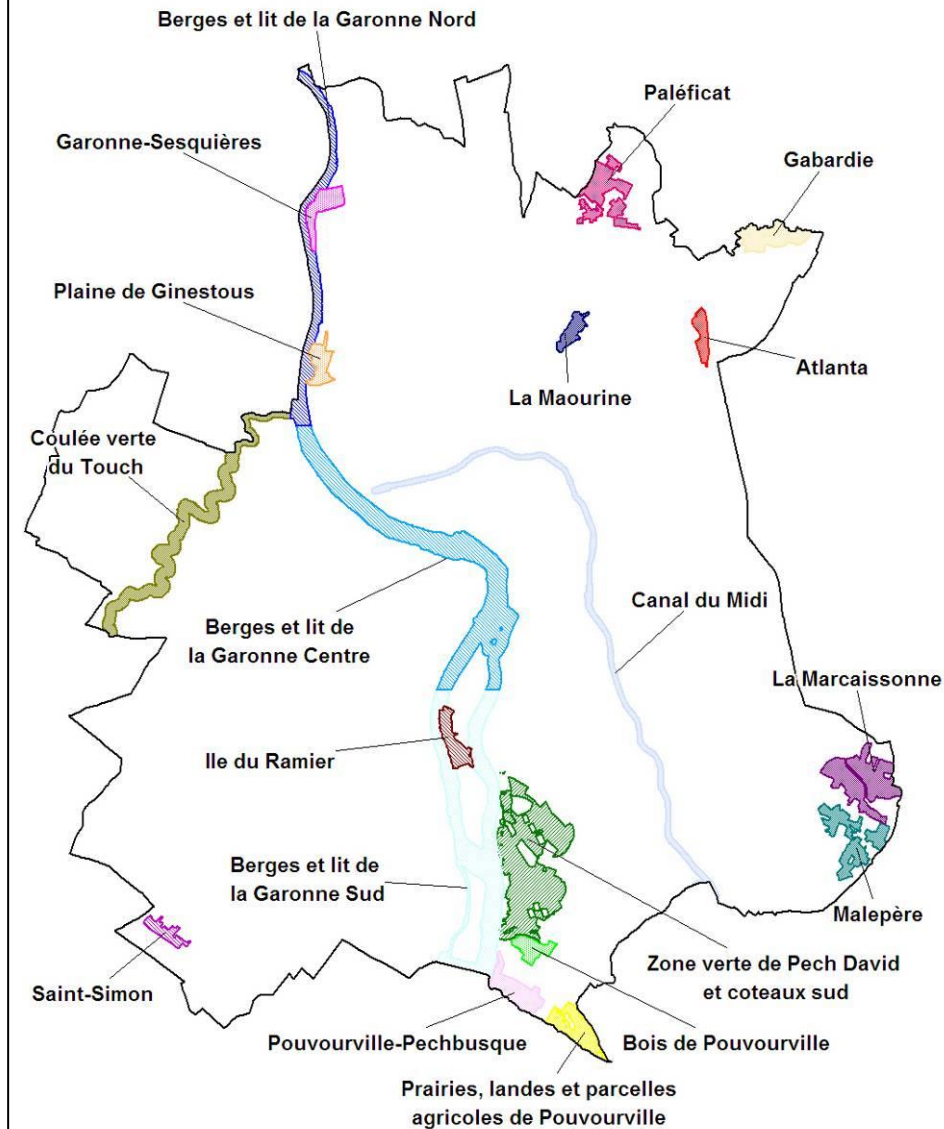 Berges et lit de la Garonne Nord
Paléficat
Garonne-Sesquières
Gabardie
Plaine de Ginestous
Atlanta
La Maourine
Coulée verte
du Touch
Canal du Midi
Berges et lit de
la Garonne Centre
La Marcaissonne
Ile du Ramier
Berges et lit de
la Garonne Sud
Malepère
Zone verte de Pech David
et coteaux sud
Saint-Simon
Pouvourville-Pechbusque
Bois de Pouvourville
Prairies, landes et parcelles
agricoles de Pouvourville